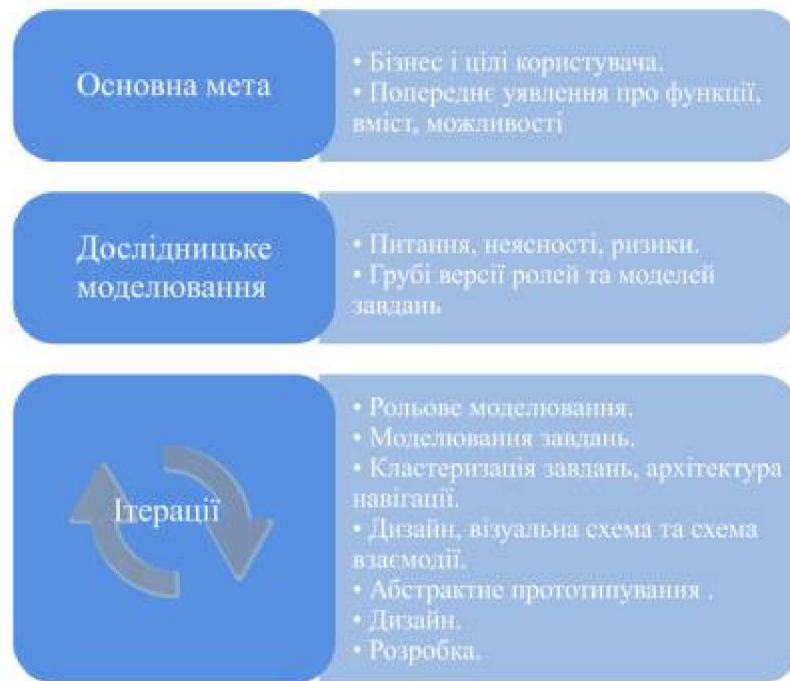 Основна мета
• Бізнес і цілі користувача.
• Попереднє уявлення про функції,
вміст, можливості
Дослідницьке
моделювання
• Питання, неясності, ризики.
• Грубі версії ролей та моделей
завдань
Ітерації
• Рольове моделювання.
• Моделювання завдань.
• Кластеризація завдань, архітектура
навігації.
• Дизайн, візуальна схема та схема
взаємодії.
• Абстрактне прототипування .
• Дизайн.
• Розробка.